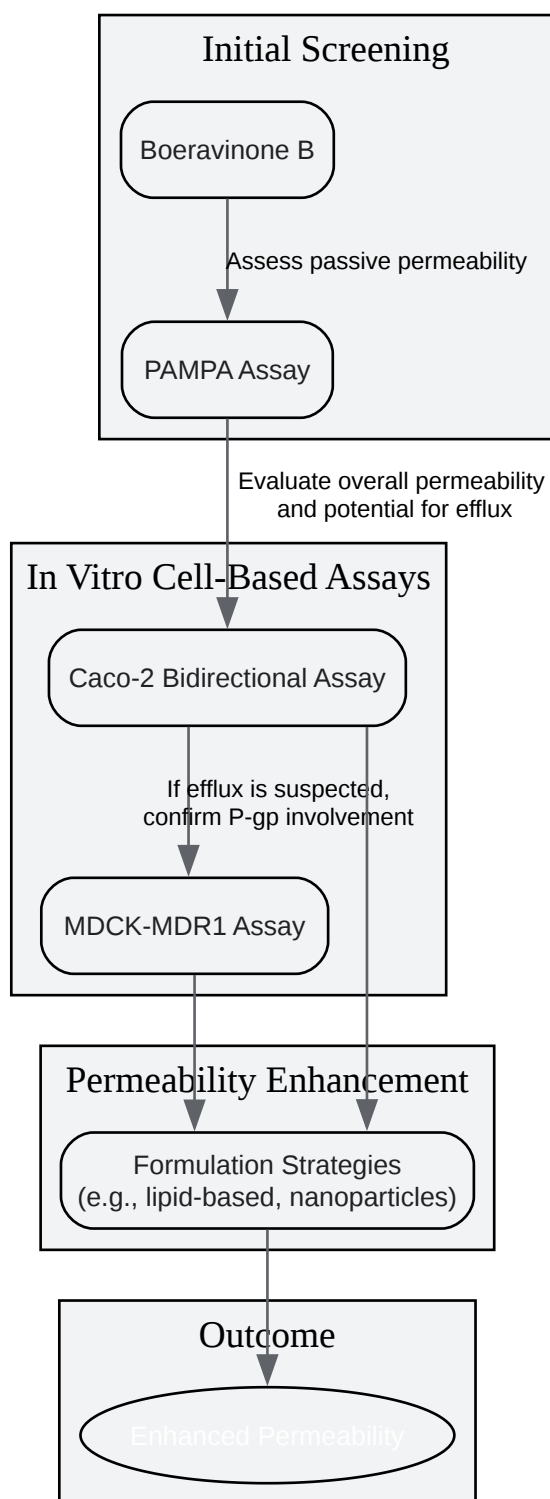 Initial Screening
Boeravinone B
Assess passive permeability
PAMPA Assay
Evaluate overall permeability
and potential for efflux
In Vitro Cell-Based Assays
Caco-2 Bidirectional Assay
If efflux is suspected,
confirm P-gp involvement
MDCK-MDR1 Assay
Permeability Enhancement
Formulation Strategies
(e.g., lipid-based, nanoparticles)
Outcome
Enhanced Permeability